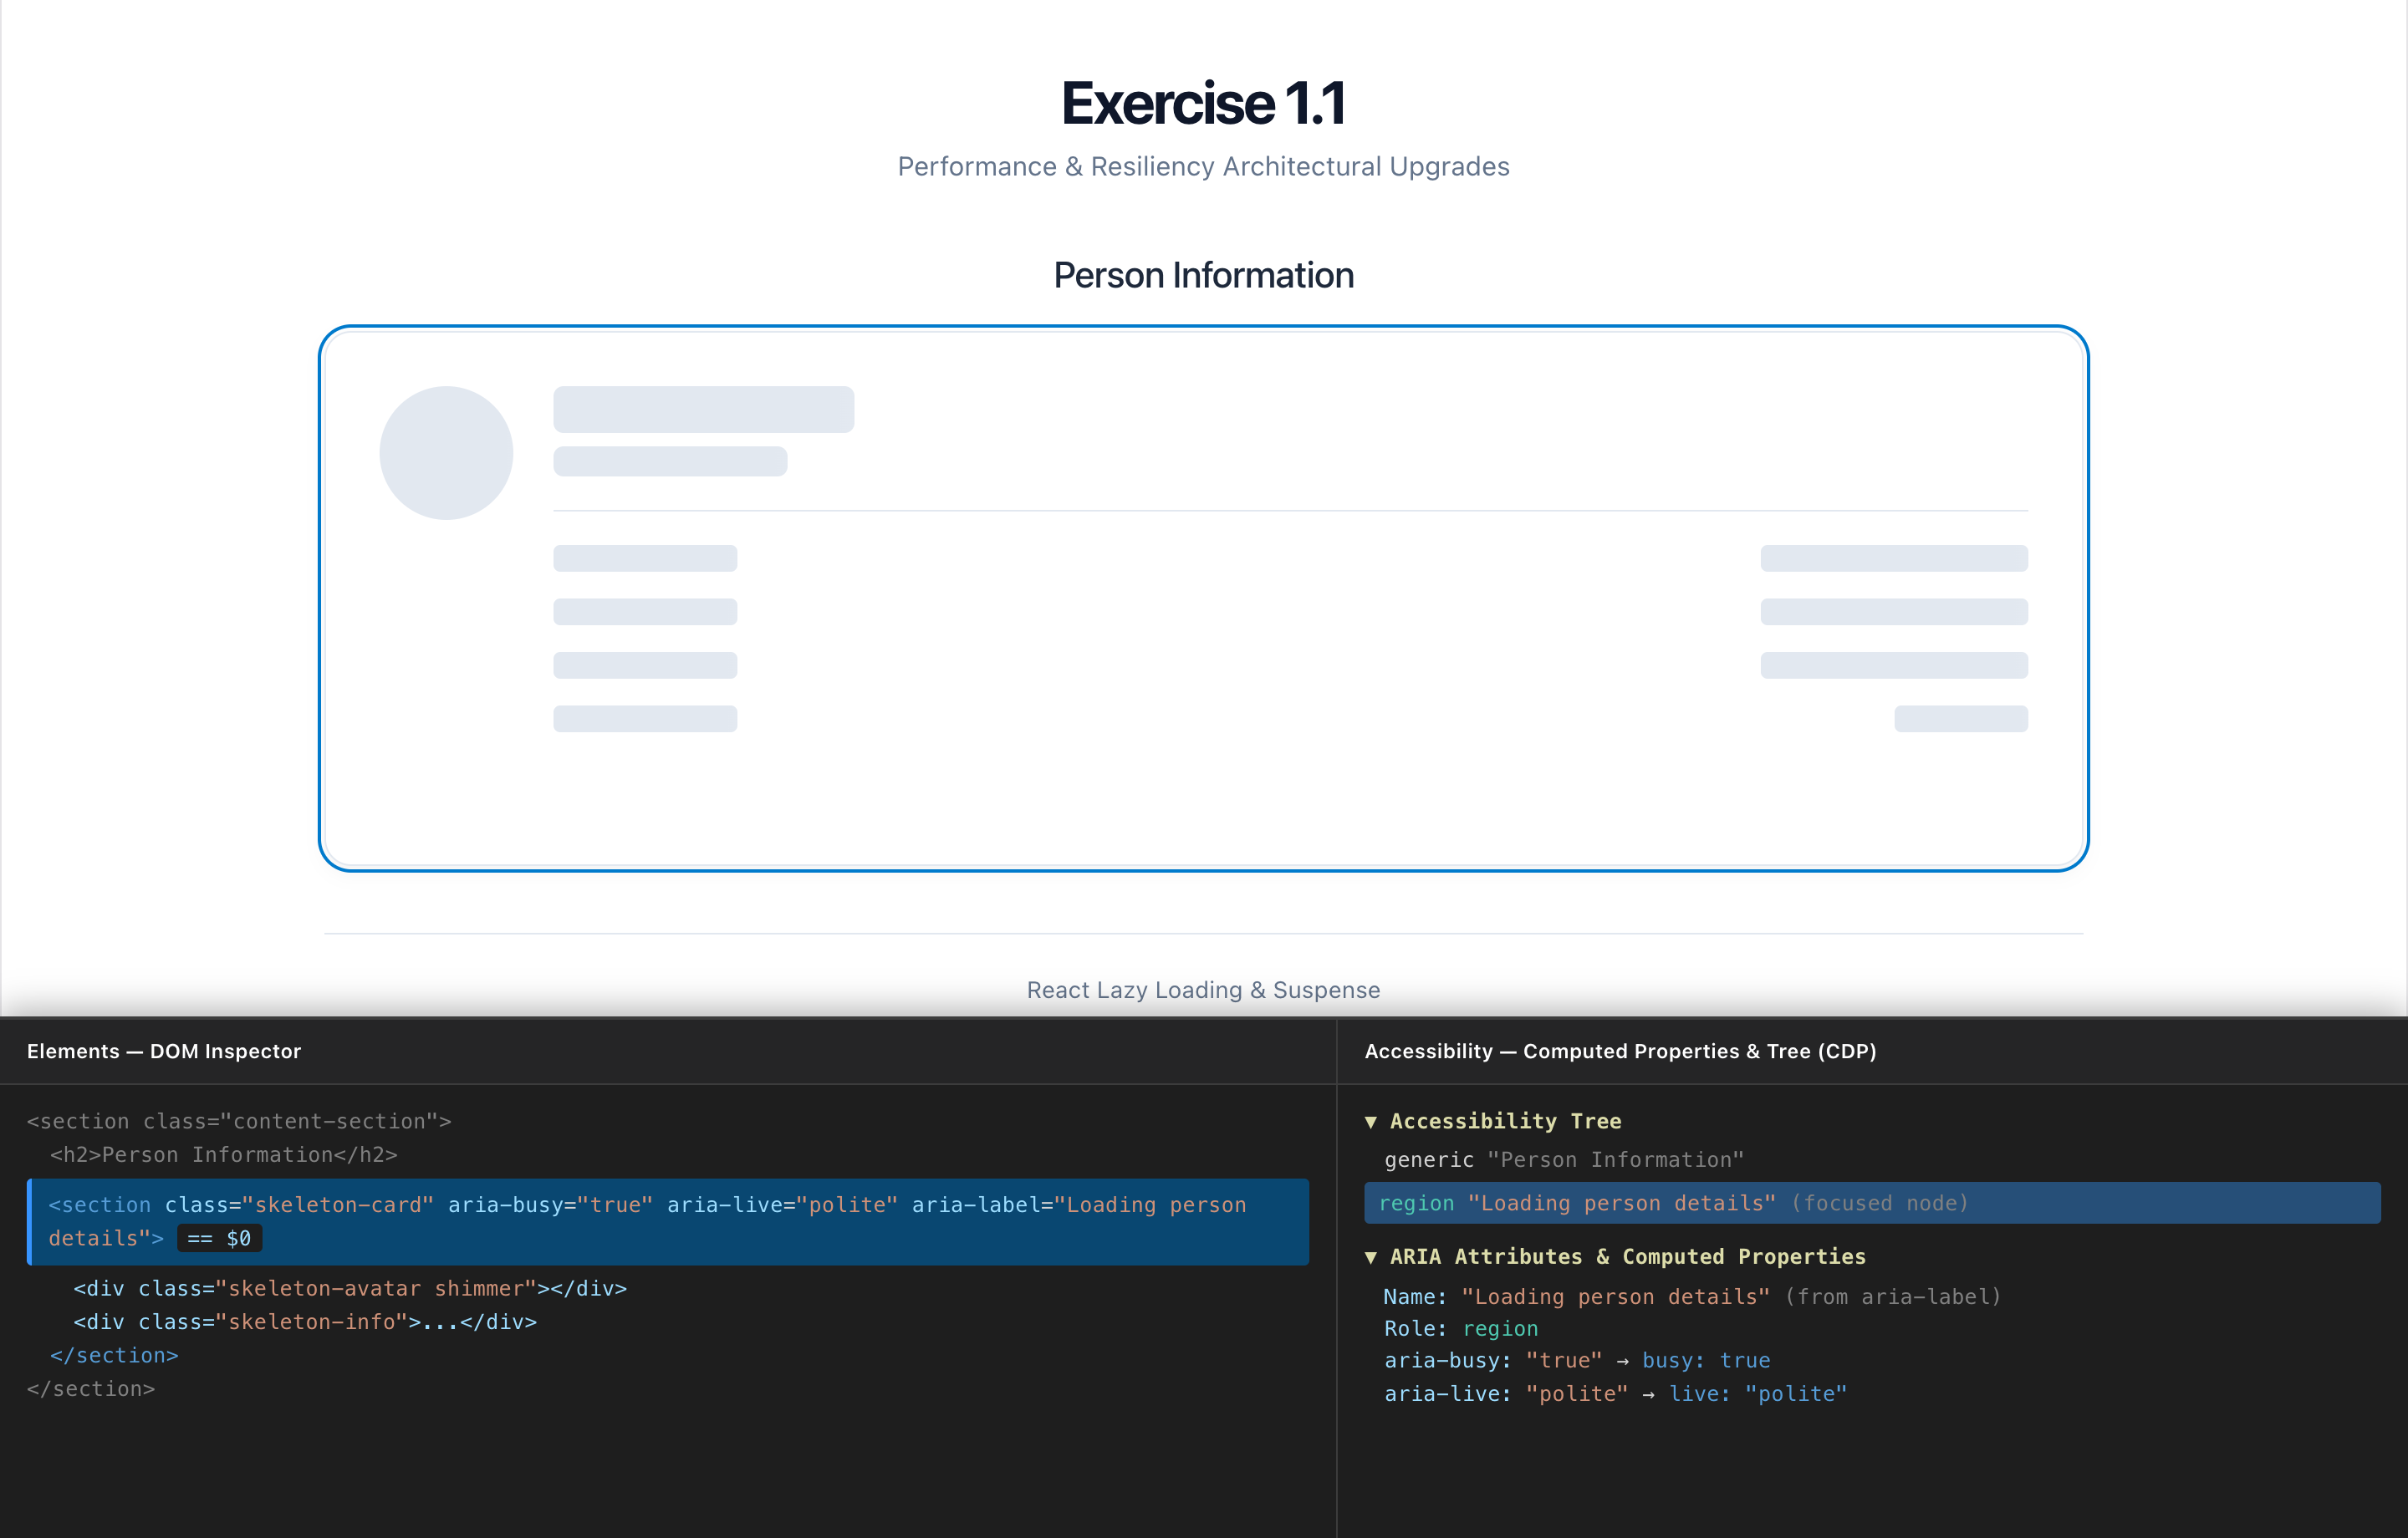 Exercise 1.1
Performance & Resiliency Architectural Upgrades
Person Information
React Lazy Loading & Suspense
Elements — DOM Inspector
<section class="content-section">
<h2>Person Information</h2>
<section class="skeleton-card" aria-busy="true" aria-live="polite" aria-label="Loading person
details"> == $0
<div class="skeleton-avatar shimmer"></div>
<div class="skeleton-info">...</div>
</section>
</section>
Accessibility — Computed Properties & Tree (CDP)
▼ Accessibility Tree
generic "Person Information"
region "Loading person details" (focused node)
▼ ARIA Attributes & Computed Properties
Name: "Loading person details" (from aria-label)
Role: region
aria-busy: "true" → busy: true
aria-live: "polite" → live: "polite"